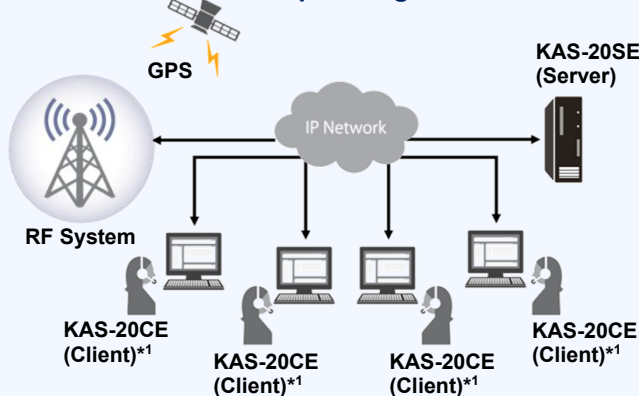 GPS
KAS-20SE
(Server)
IP Network
RF System
KAS-20CE
(Client)*1
KAS-20CE
(Client)*1
KAS-20CE
(Client)*1
KAS-20CE
(Client)*1